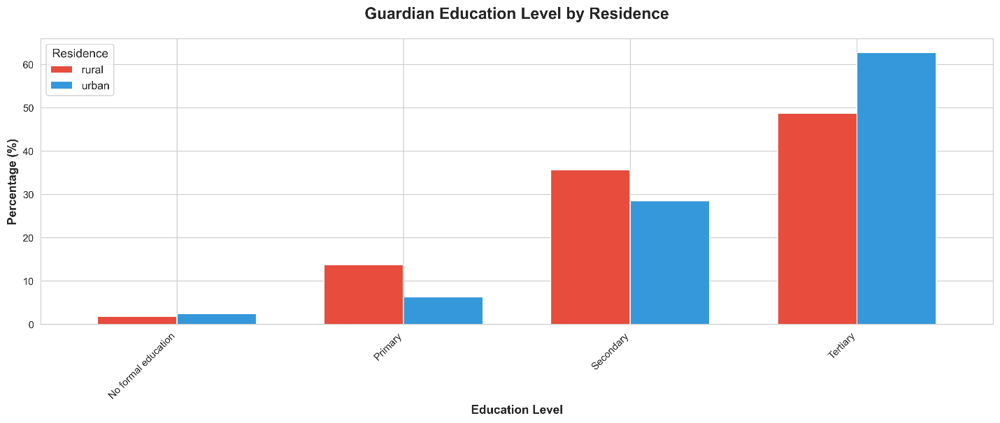 Guardian Education Level by Residence
Residence
rural
urban
Percentage (%)
60
50
40
30
20
10
0
No formal education
Primary
Secondary
Tertiary
Education Level